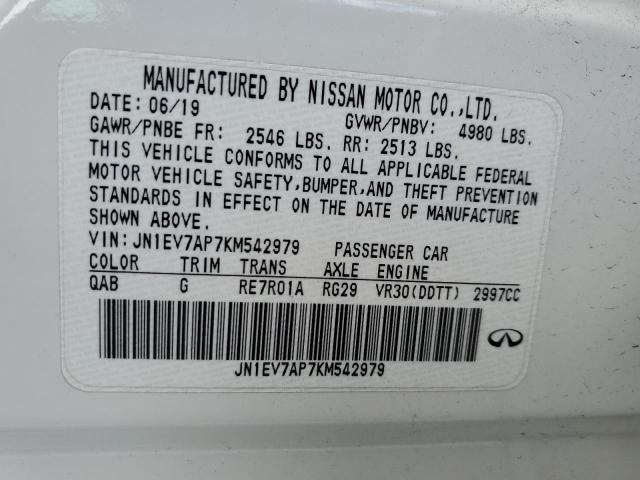 MANUFACTURED BY NISSAN MOTOR CO.,LTD.
DATE: 06/19 GVWR/PNBV: 4980 LBS.
GAWR/PNBE FR: 2546 LBS. RR: 2513 LBS.
THIS VEHICLE CONFORMS TO ALL APPLICABLE FEDERAL
MOTOR VEHICLE SAFETY,BUMPER,AND THEFT PREVENTION
STANDARDS IN EFFECT ON THE DATE OF MANUFACTURE
SHOWN ABOVE.
VIN:JN1EV7AP7KM542979 PASSENGER CAR
COLOR TRIM TRANS AXLE ENGINE
QAB G RE7R01A RG29 VR30(DDTT) 2997CC
JN1EV7AP7KM542979